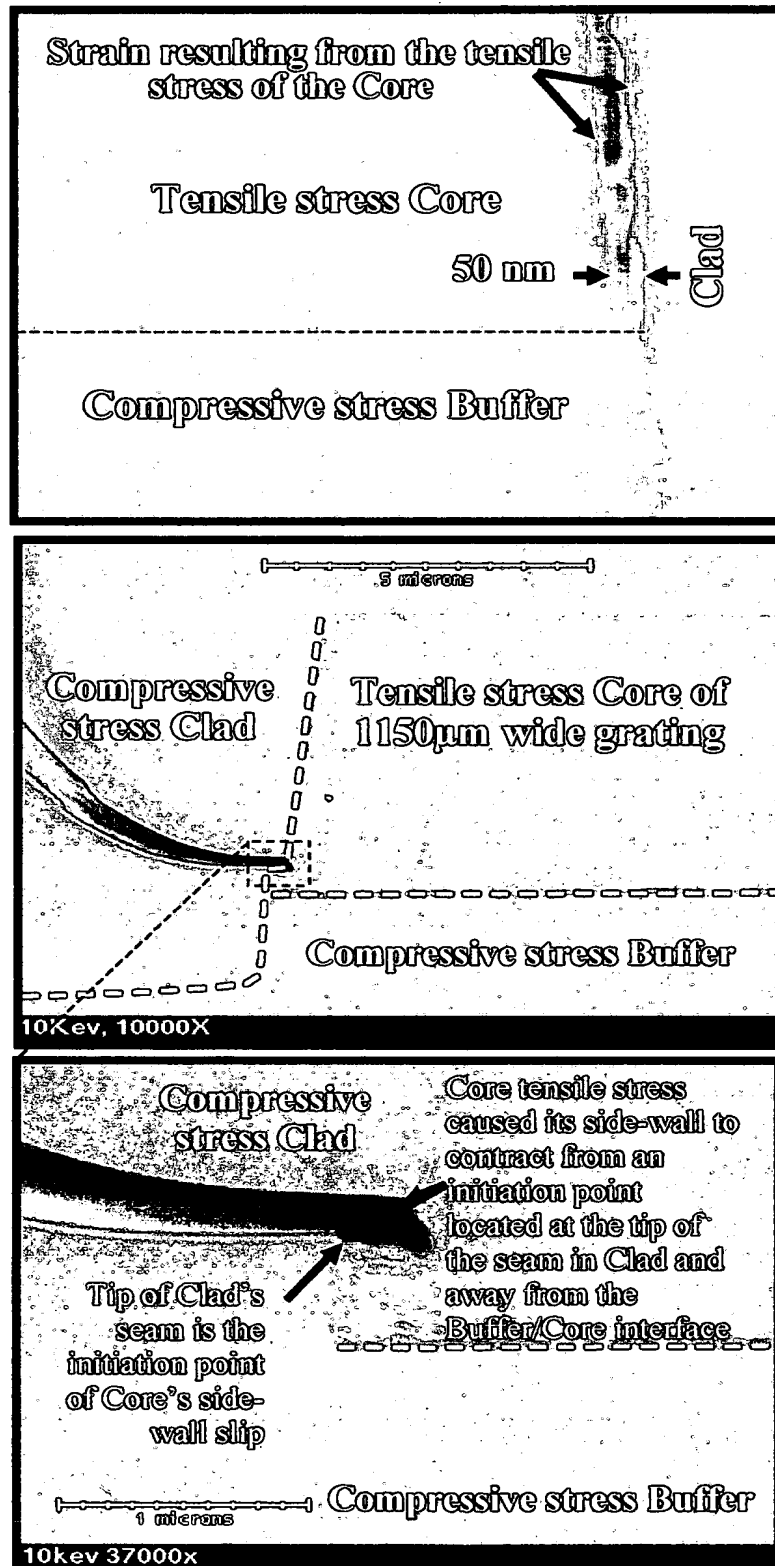 Strain resulting from the tensile
stress of the Core
Tensile stress Core
50 nm
Clad
Compressive stress Buffer
.5 microns
Compressive
stress Clad
Tensile stress Core of
1150µm wide grating
Compressive stress Buffer
10Kev, 10000X
Compressive
stress Clad
Core tensile stress
caused its side-wall to
contract from an
initiation point
located at the tip of
the seam in Clad and
away from the
Buffer/Core interface
Tip of Clad's
seam is the
initiation point
of Core's side-
wall slip
1 microns
Compressive stress Buffer
10kev 37000x